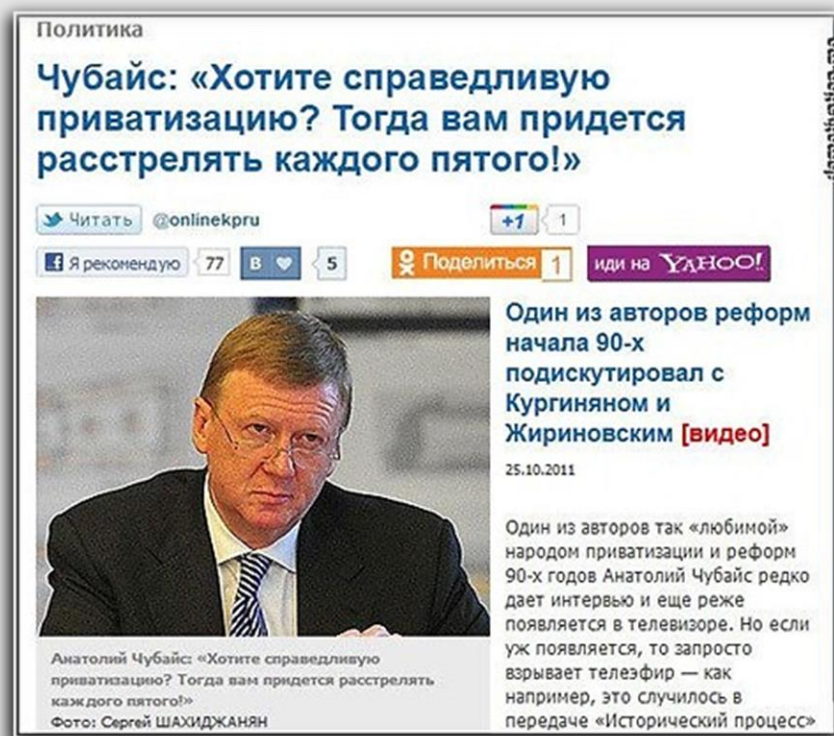 Политика
Чубайс: «Хотите справедливую
приватизацию? Тогда вам придется
расстрелять каждого пятого!»
Читать @onlinekpru +1 1
Я рекомендую 77 В 5 Поделиться 1 иди на YAHOO!
Один из авторов реформ
начала 90-х
подискутировал с
Кургиняном и
Жириновским [видео]
25.10.2011
Один из авторов так «любимой»
народом приватизации и реформ
90-х годов Анатолий Чубайс редко
дает интервью и еще реже
появляется в телевизоре. Но если
уж появляется, то запросто
взрывает телеэфир — как
например, это случилось в
передаче «Исторический процесс»
Анатолий Чубайс: «Хотите справедливую
приватизацию? Тогда вам придется расстрелять
каждого пятого!»
Фото: Сергей ШАХИДЖАНЯН